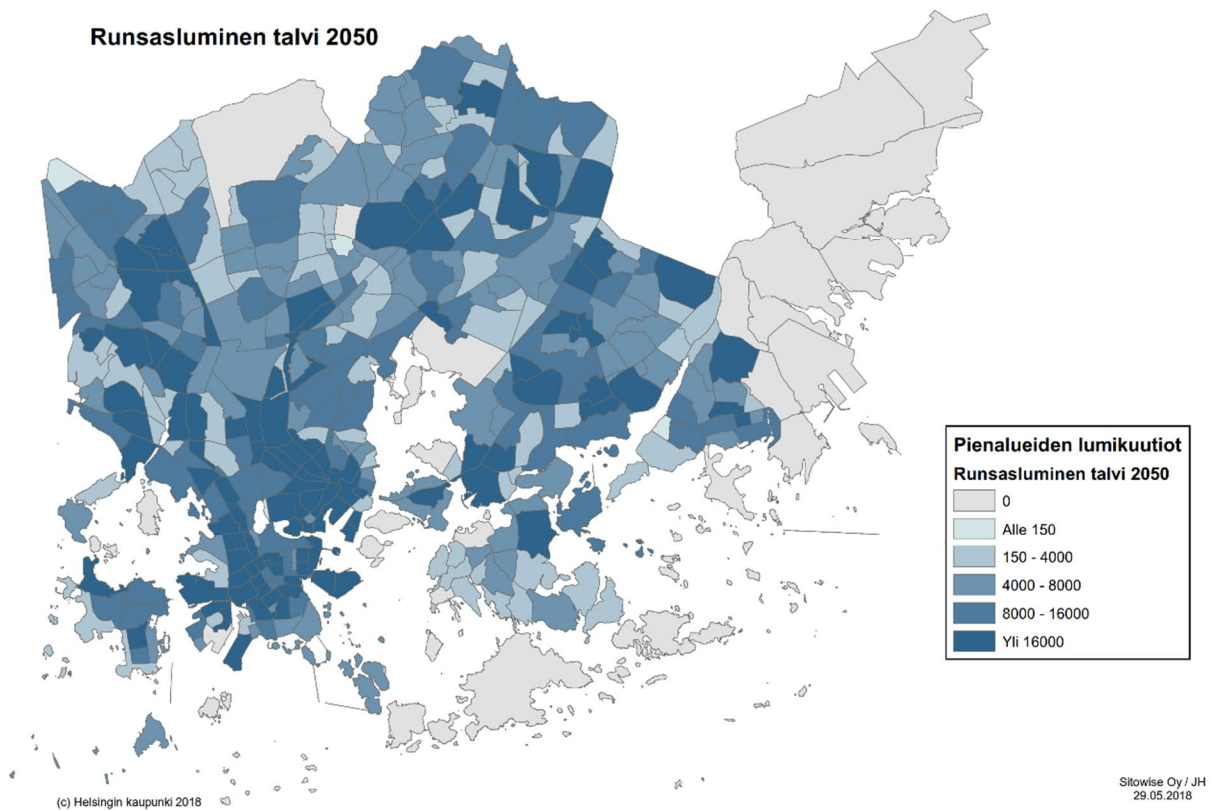 Runsasluminen talvi 2050
Pienalueiden lumikuutiot
Runsasluminen talvi 2050
0
Alle 150
150 - 4000
4000 - 8000
8000 - 16000
Yli 16000
(c) Helsingin kaupunki 2018
Sitowise Oy / JH
29.05.2018